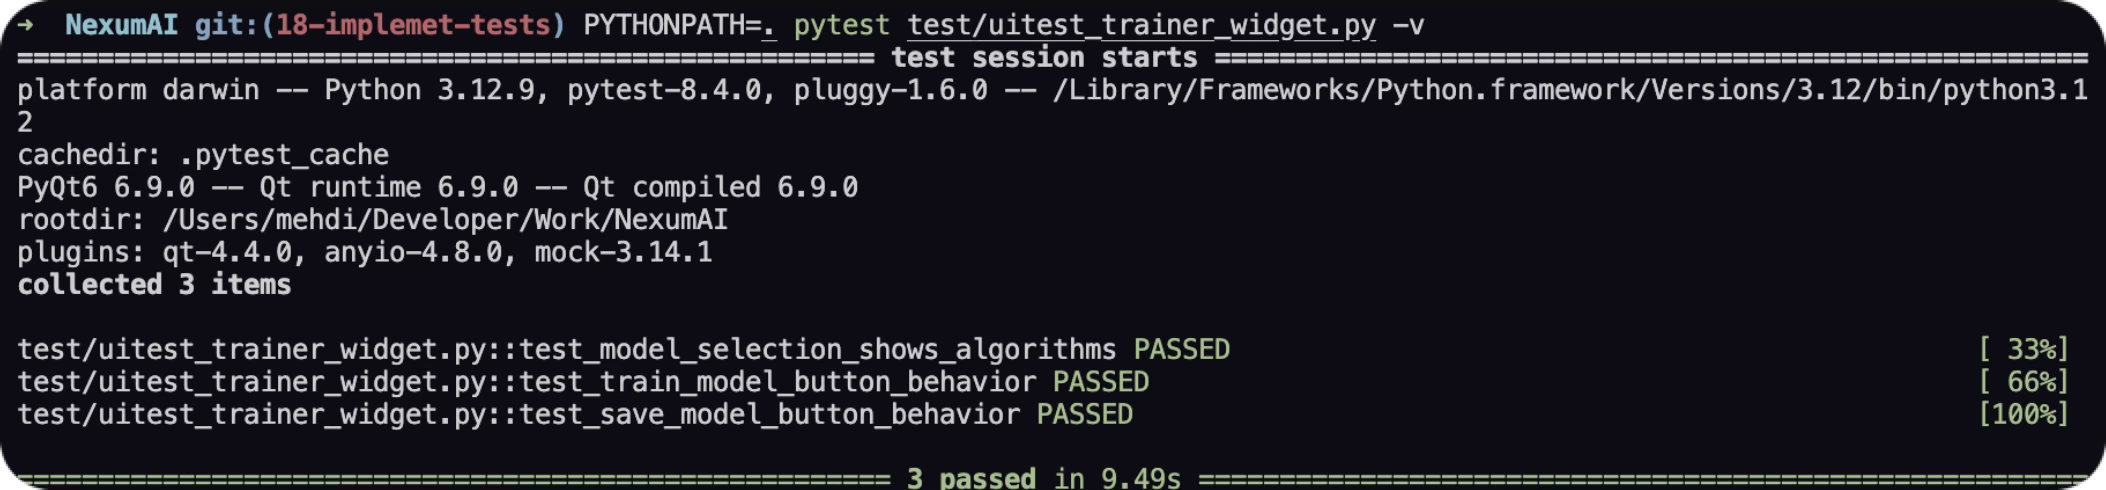 ➜  NexumAI git:(18-implemet-tests) PYTHONPATH=. pytest test/uitest_trainer_widget.py -v
===================================================== test session starts ======================================================
platform darwin -- Python 3.12.9, pytest-8.4.0, pluggy-1.6.0 -- /Library/Frameworks/Python.framework/Versions/3.12/bin/python3.1
2
cachedir: .pytest_cache
PyQt6 6.9.0 -- Qt runtime 6.9.0 -- Qt compiled 6.9.0
rootdir: /Users/mehdi/Developer/Work/NexumAI
plugins: qt-4.4.0, anyio-4.8.0, mock-3.14.1
collected 3 items
test/uitest_trainer_widget.py::test_model_selection_shows_algorithms PASSED [ 33%]
test/uitest_trainer_widget.py::test_train_model_button_behavior PASSED [ 66%]
test/uitest_trainer_widget.py::test_save_model_button_behavior PASSED [100%]
====================================================== 3 passed in 9.49s =======================================================